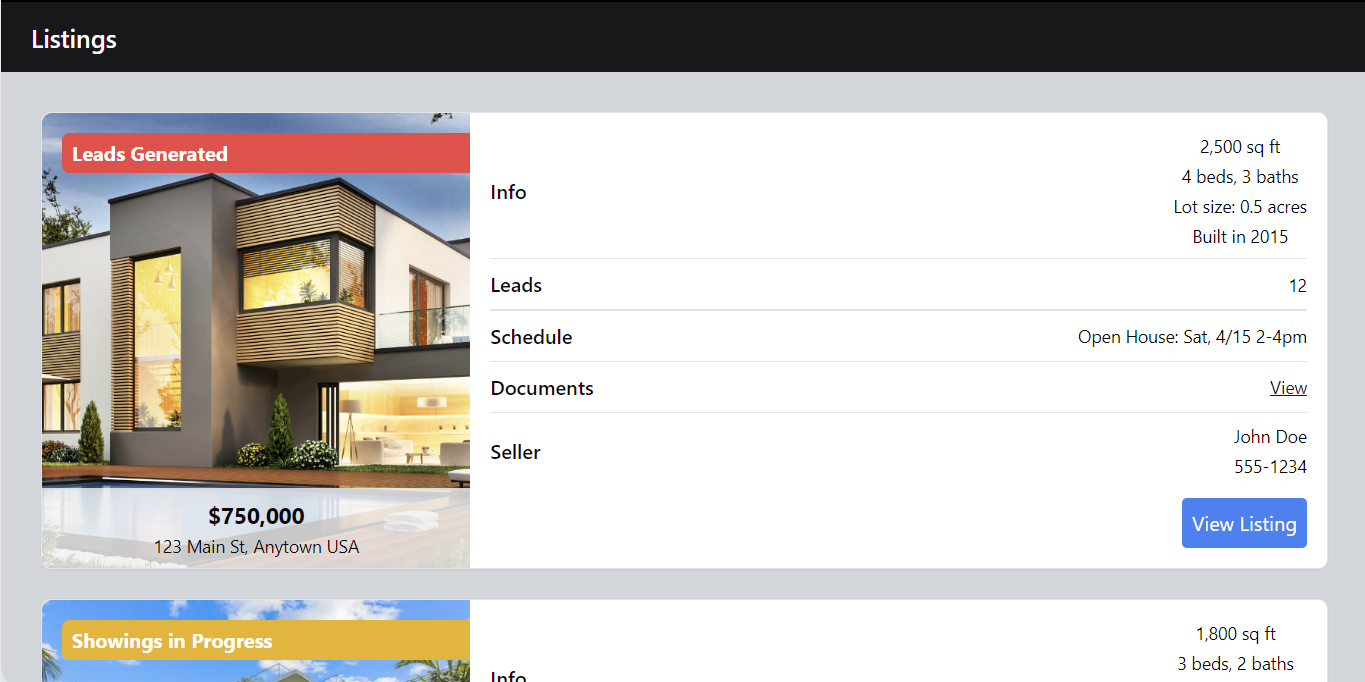 Listings
Leads Generated
$750,000
123 Main St, Anytown USA
Info
2,500 sq ft
4 beds, 3 baths
Lot size: 0.5 acres
Built in 2015
Leads
12
Schedule
Open House: Sat, 4/15 2-4pm
Documents
View
Seller
John Doe
555-1234
View Listing
Showings in Progress
Info
1,800 sq ft
3 beds, 2 baths